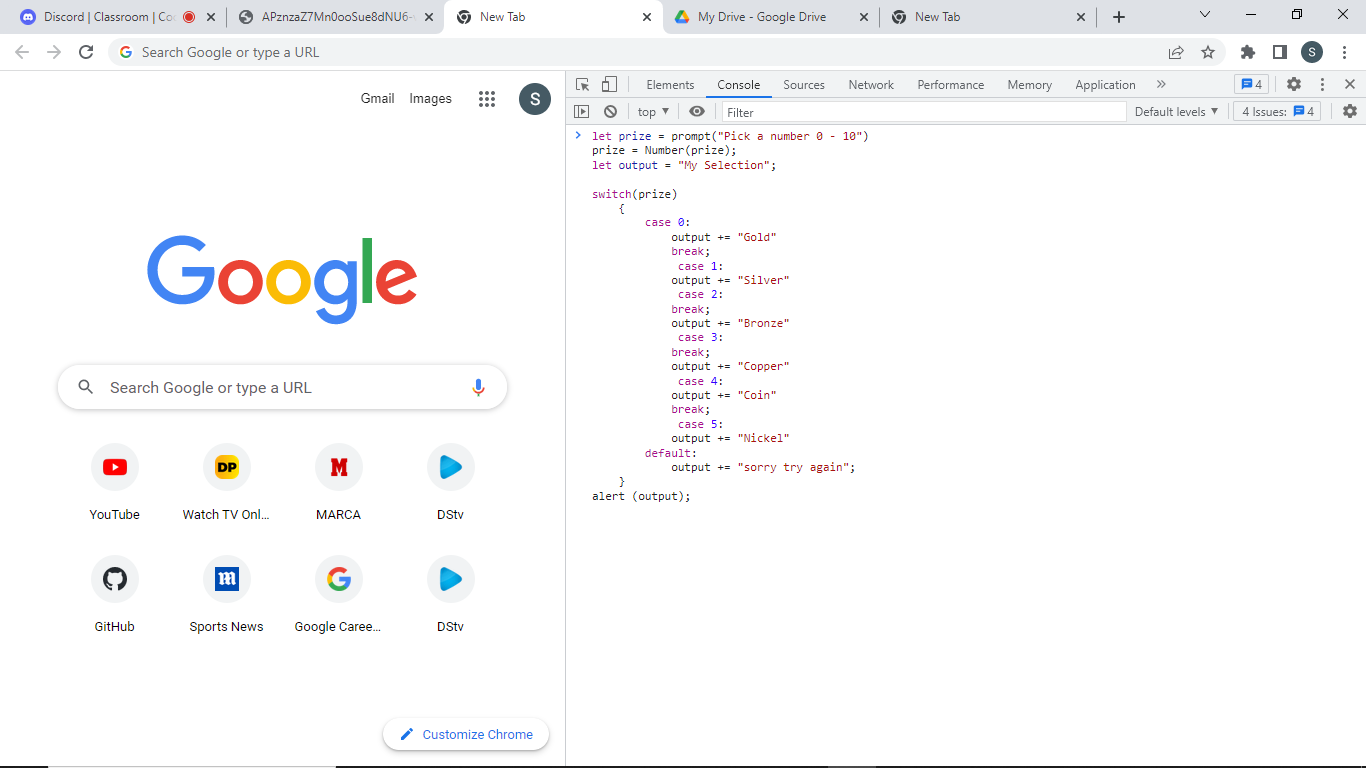 Discord | Classroom | Co
APznzaZ7Mn0ooSue8dNU6-
New Tab
My Drive - Google Drive
New Tab
Search Google or type a URL
S
Gmail
Images
S
Google
Search Google or type a URL
DP
M
YouTube
Watch TV Onl...
MARCA
DStv
m
G
GitHub
Sports News
Google Caree...
DStv
Customize Chrome
Elements
Console
Sources
Network
Performance
Memory
Application
4
top
Filter
Default levels
4 Issues:
4
let prize = prompt("Pick a number 0 - 10")
prize = Number(prize);
let output = "My Selection";
switch(prize)
{
case 0:
output += "Gold"
break;
case 1:
output += "Silver"
case 2:
break;
output += "Bronze"
case 3:
break;
output += "Copper"
case 4:
output += "Coin"
break;
case 5:
output += "Nickel"
default:
output += "sorry try again";
}
alert (output);